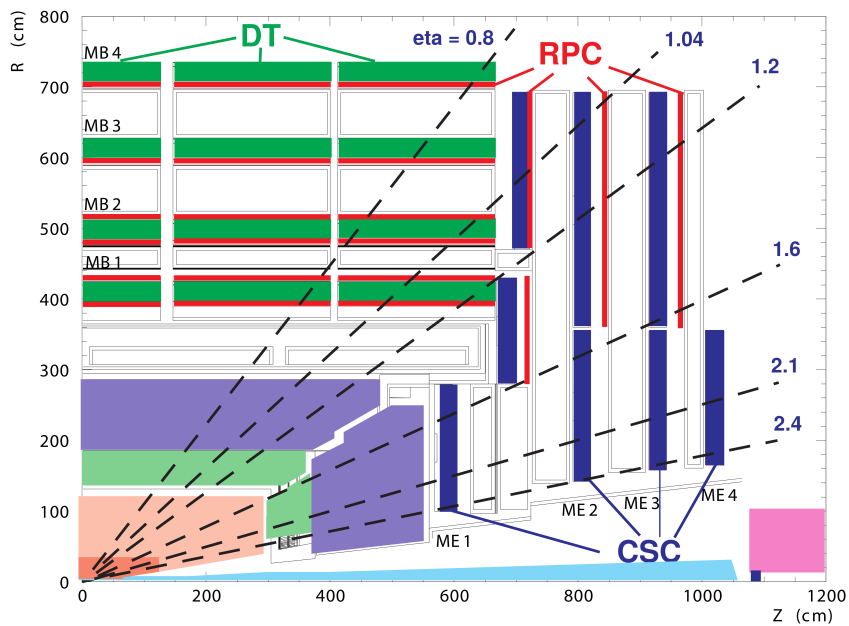 800
R (cm)
MB 4
DT
eta = 0.8
1.04
RPC
1.2
700
MB 3
600
MB 2
500
MB 1
1.6
400
300
2.1
200
2.4
100
ME 1
ME 2
ME 3
ME 4
CSC
0
0
200
400
600
800
1000
1200
Z (cm)